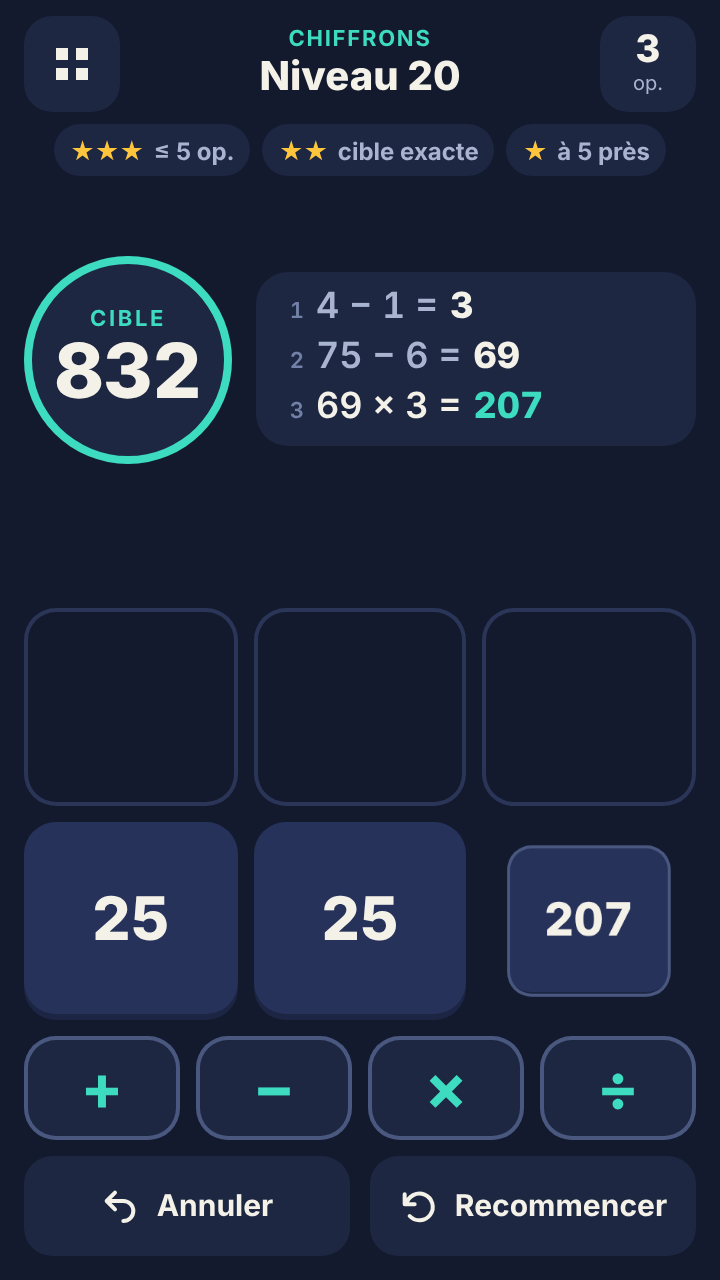 CHIFFRONS
Niveau 20
3
op.
★★★ ≤ 5 op.
★★ cible exacte
★ à 5 près
CIBLE
832
1 4 − 1 = 3
2 75 − 6 = 69
3 69 × 3 = 207
25
25
207
+
−
×
÷
Annuler
Recommencer